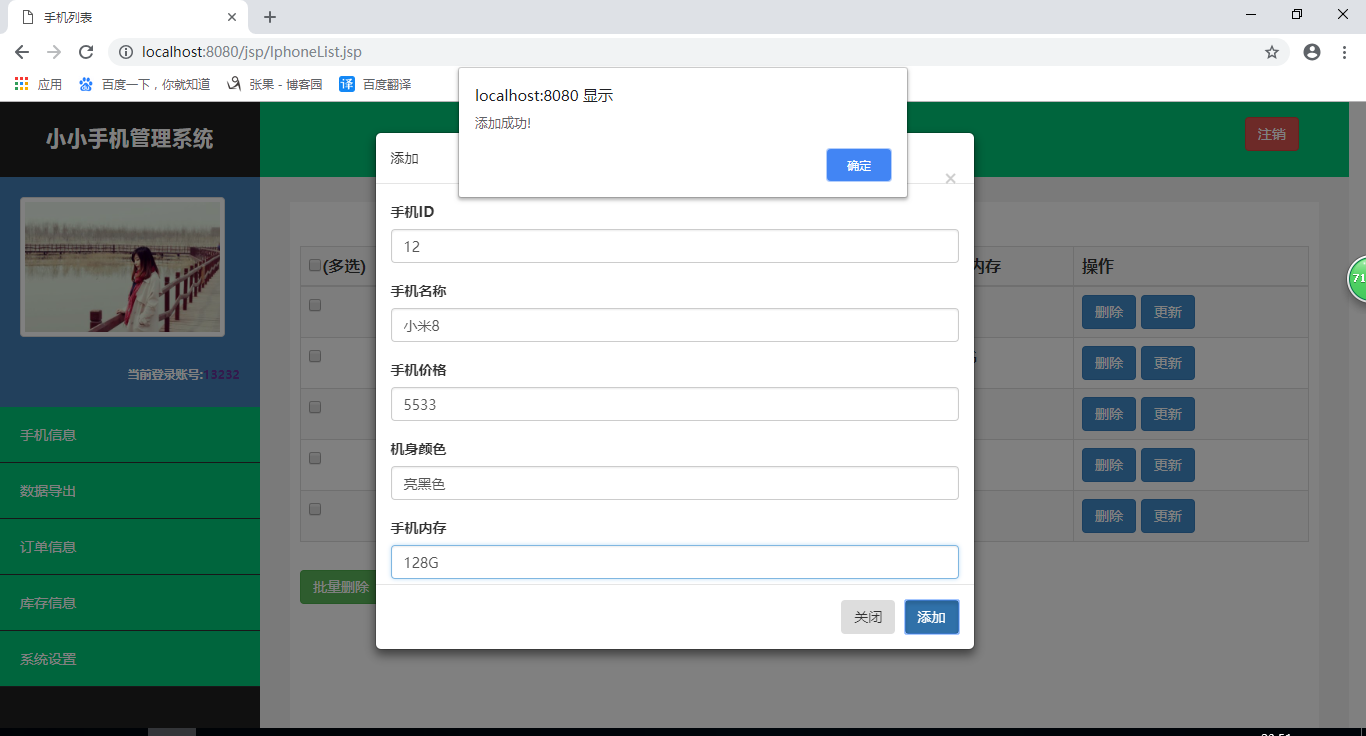 手机列表
localhost:8080/jsp/IphoneList.jsp
应用 百度一下，你就知道 张果 - 博客园 译 百度翻译
localhost:8080 显示
添加成功!
确定
小小手机管理系统
注销
当前登录账号:13232
手机信息
数据导出
订单信息
库存信息
系统设置
添加
×
手机ID
12
手机名称
小米8
手机价格
5533
机身颜色
亮黑色
手机内存
128G
关闭 添加
(多选) 内存 操作
删除 更新
删除 更新
删除 更新
删除 更新
删除 更新
批量删除
71